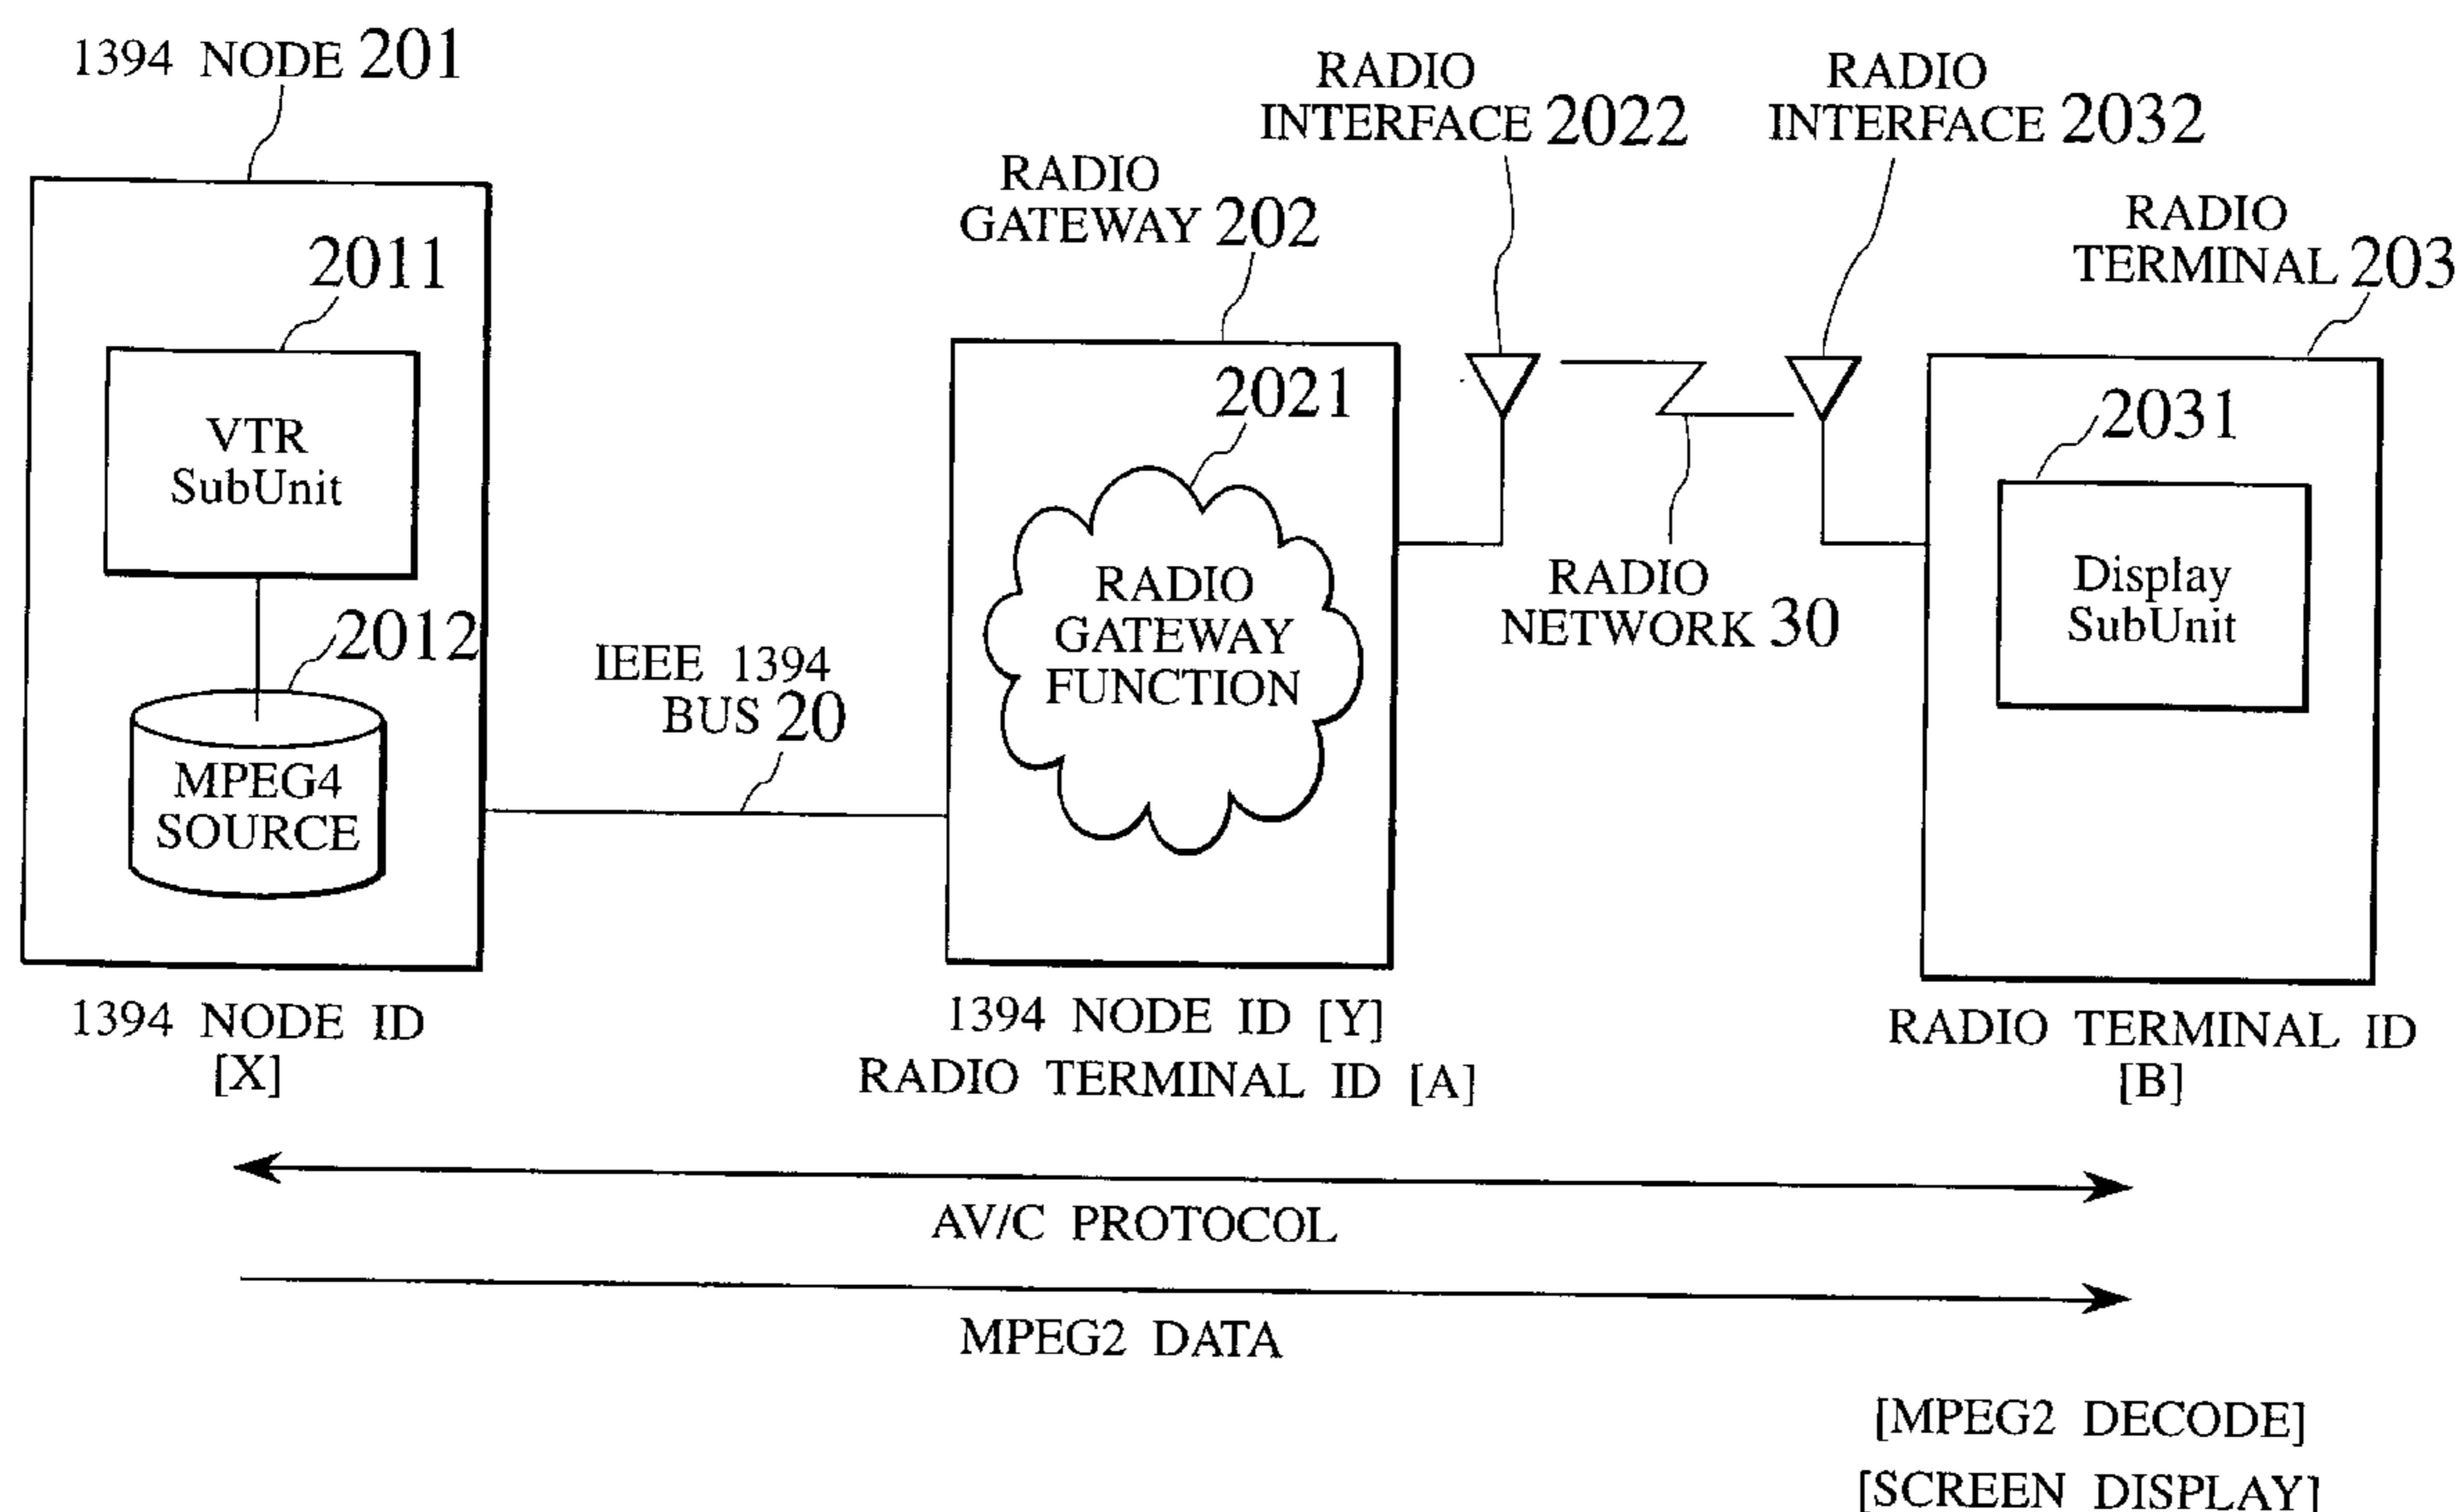 1394 NODE 201
2011
VTR
SubUnit
2012
MPEG4
SOURCE
1394 NODE ID
[X]
IEEE 1394
BUS 20
RADIO
GATEWAY 202
2021
RADIO
GATEWAY
FUNCTION
1394 NODE ID [Y]
RADIO TERMINAL ID [A]
RADIO
INTERFACE 2022
RADIO
INTERFACE 2032
RADIO
NETWORK 30
RADIO
TERMINAL 203
2031
Display
SubUnit
RADIO TERMINAL ID
[B]
AV/C PROTOCOL
MPEG2 DATA
[MPEG2 DECODE]
[SCREEN DISPLAY]